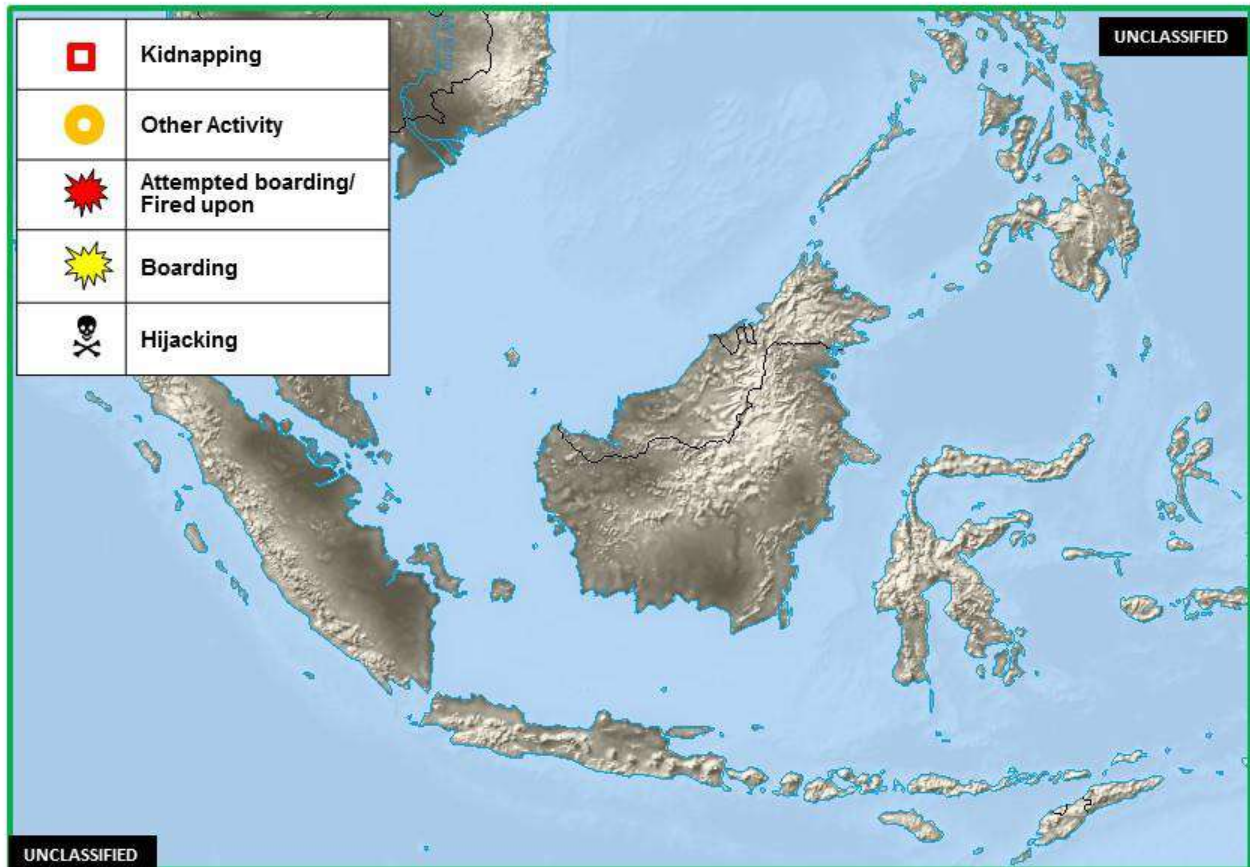 UNCLASSIFIED
Kidnapping
Other Activity
Attempted boarding/
Fired upon
Boarding
Hijacking
UNCLASSIFIED